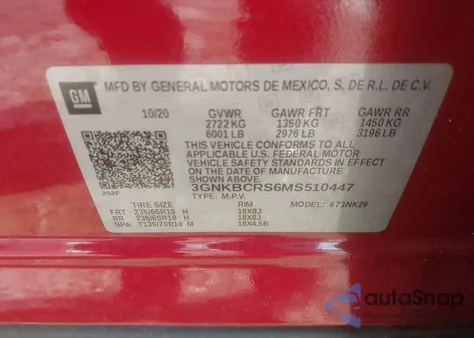 GM
MFD BY GENERAL MOTORS DE MEXICO, S. DE R.L. DE C.V.
10/20 GVWR GAWR FRT GAWR RR
2722 KG 1350 KG 1450 KG
6001 LB 2976 LB 3196 LB
THIS VEHICLE CONFORMS TO ALL
APPLICABLE U.S. FEDERAL MOTOR
VEHICLE SAFETY STANDARDS IN EFFECT
ON THE DATE OF MANUFACTURE
SHOWN ABOVE.
3GNKBCRS6MS510447
2S2F TYPE: M.P.V. MODEL: 671NK26
TIRE SIZE RIM
FRT 235/65R18 H 18X8J
RR 235/65R18 H 18X8J
SPA T135/70R18 M 18X4.5B
autoSnap